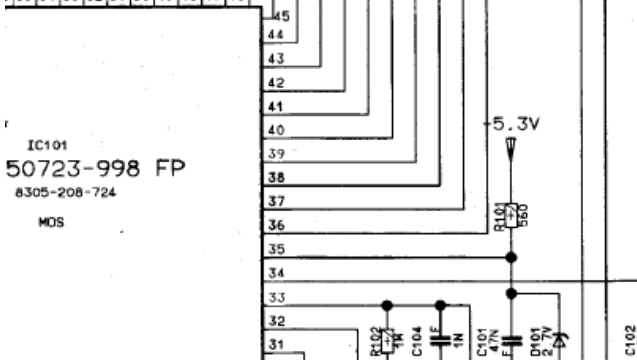 45
44
43
42
41
40
39
38
37
36
35
34
33
32
31
IC101
50723-998 FP
8305-208-724
MOS
5.3V
R101
560
R102
1M
C104
1N
C101
47N
D101
2.7V
C102